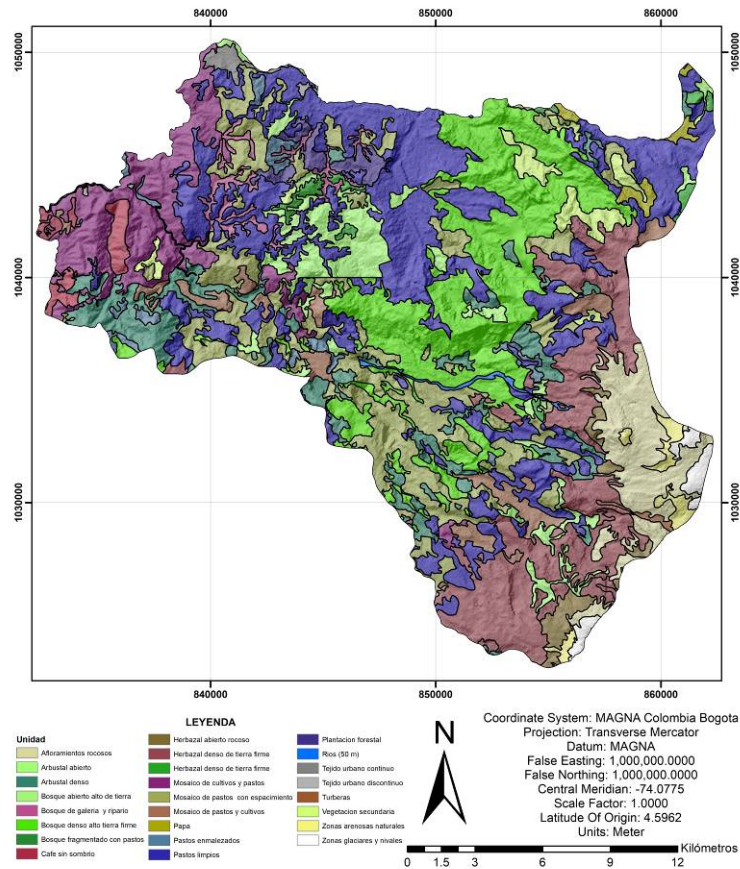 840000 850000 860000
1050000 1050000
1040000 1040000
1030000 1030000
840000 850000 860000
LEYENDA
Unidad
Afloramientos rocosos
Arbustal abierto
Arbustal denso
Bosque abierto alto de tierra
Bosque de galeria y ripario
Bosque denso alto tierra firme
Bosque fragmentado con pastos
Cafe sin sombrio
Herbazal abierto rocoso
Herbazal denso de tierra firme
Herbazal denso de tierra firme
Mosaico de cultivos y pastos
Mosaico de pastos con espacimiento
Mosaico de pastos y cultivos
Papa
Pastos enmalezados
Pastos limpios
Plantacion forestal
Rios (50 m)
Tejido urbano continuo
Tejido urbano discontinuo
Turberas
Vegetacion secundaria
Zonas arenosas naturales
Zonas glaciares y nivales
N
Coordinate System: MAGNA Colombia Bogota
Projection: Transverse Mercator
Datum: MAGNA
False Easting: 1,000,000.0000
False Northing: 1,000,000.0000
Central Meridian: -74.0775
Scale Factor: 1.0000
Latitude Of Origin: 4.5962
Units: Meter
Kilómetros
0 1.5 3 6 9 12